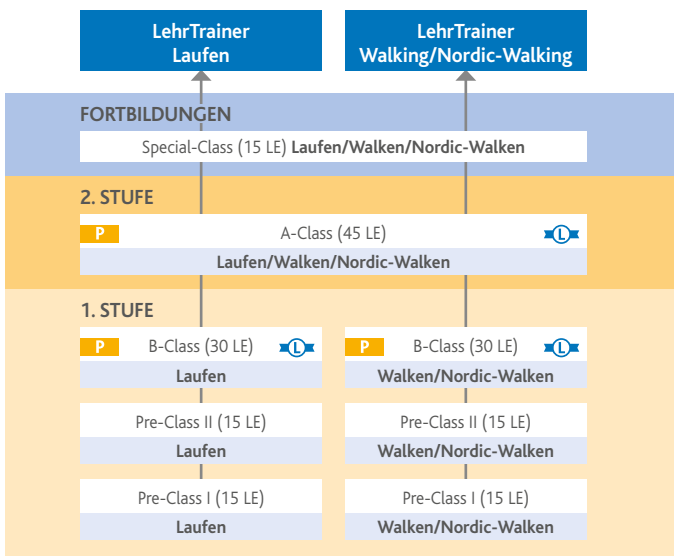 LehrTrainer
Laufen
LehrTrainer
Walking/Nordic-Walking
FORTBILDUNGEN
Special-Class (15 LE) Laufen/Walken/Nordic-Walken
2. STUFE
P A-Class (45 LE) L
Laufen/Walken/Nordic-Walken
1. STUFE
P B-Class (30 LE) L
Laufen
P B-Class (30 LE) L
Walken/Nordic-Walken
Pre-Class II (15 LE)
Laufen
Pre-Class II (15 LE)
Walken/Nordic-Walken
Pre-Class I (15 LE)
Laufen
Pre-Class I (15 LE)
Walken/Nordic-Walken